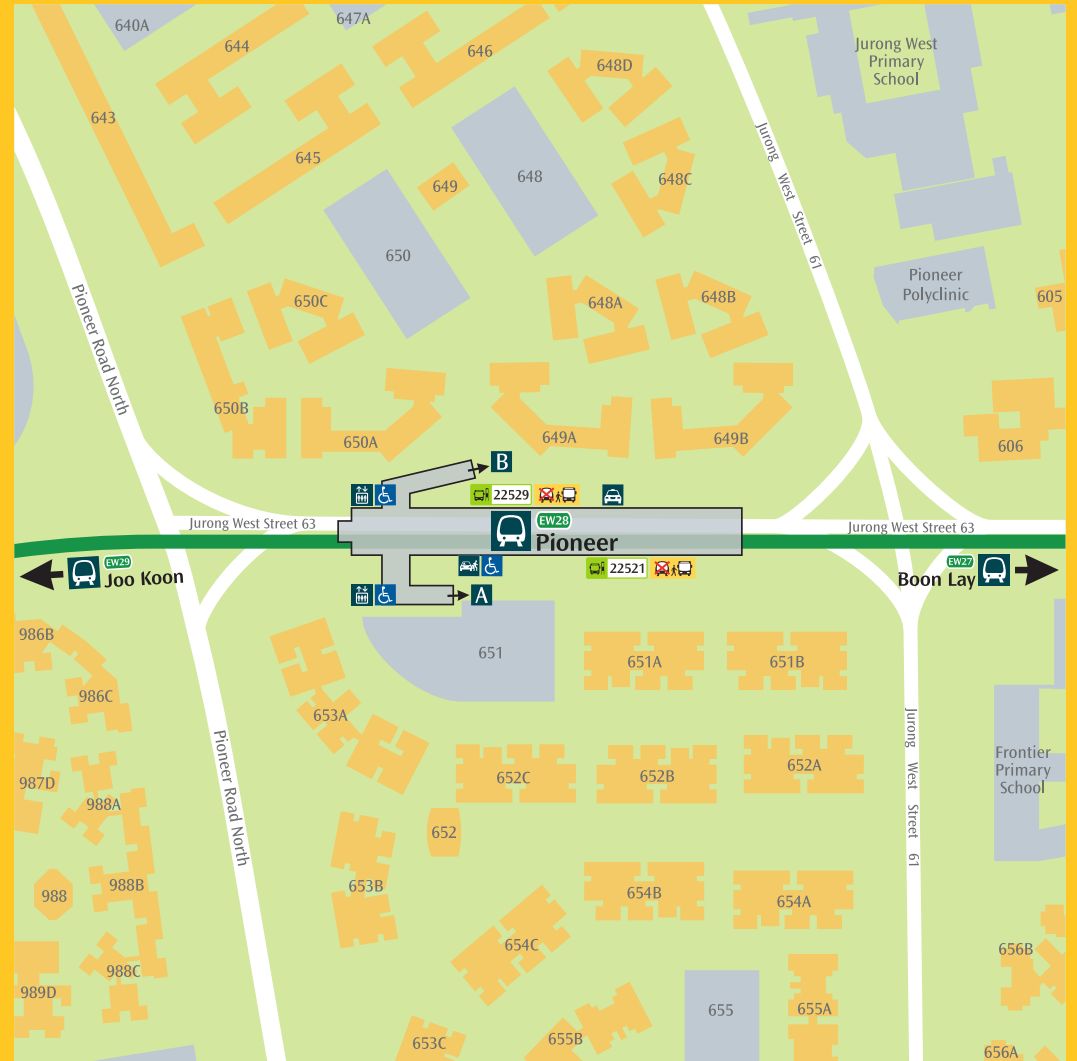 640A
647A
644
646
648D
Jurong West
Primary
School
643
645
649
648
648C
Jurong West Street 61
650
Pioneer
Polyclinic
605
650C
648A
648B
Pioneer Road North
650B
650A
649A
649B
606
B
22529
Jurong West Street 63
EW28
Pioneer
Jurong West Street 63
EW29
Joo Koon
22521
EW27
Boon Lay
A
986B
651
651A
651B
986C
653A
Pioneer Road North
Jurong West Street 61
Frontier
Primary
School
987D
652C
652B
652A
988A
652
988
988B
653B
654B
654A
654C
656B
988C
989D
655
655A
653C
655B
656A